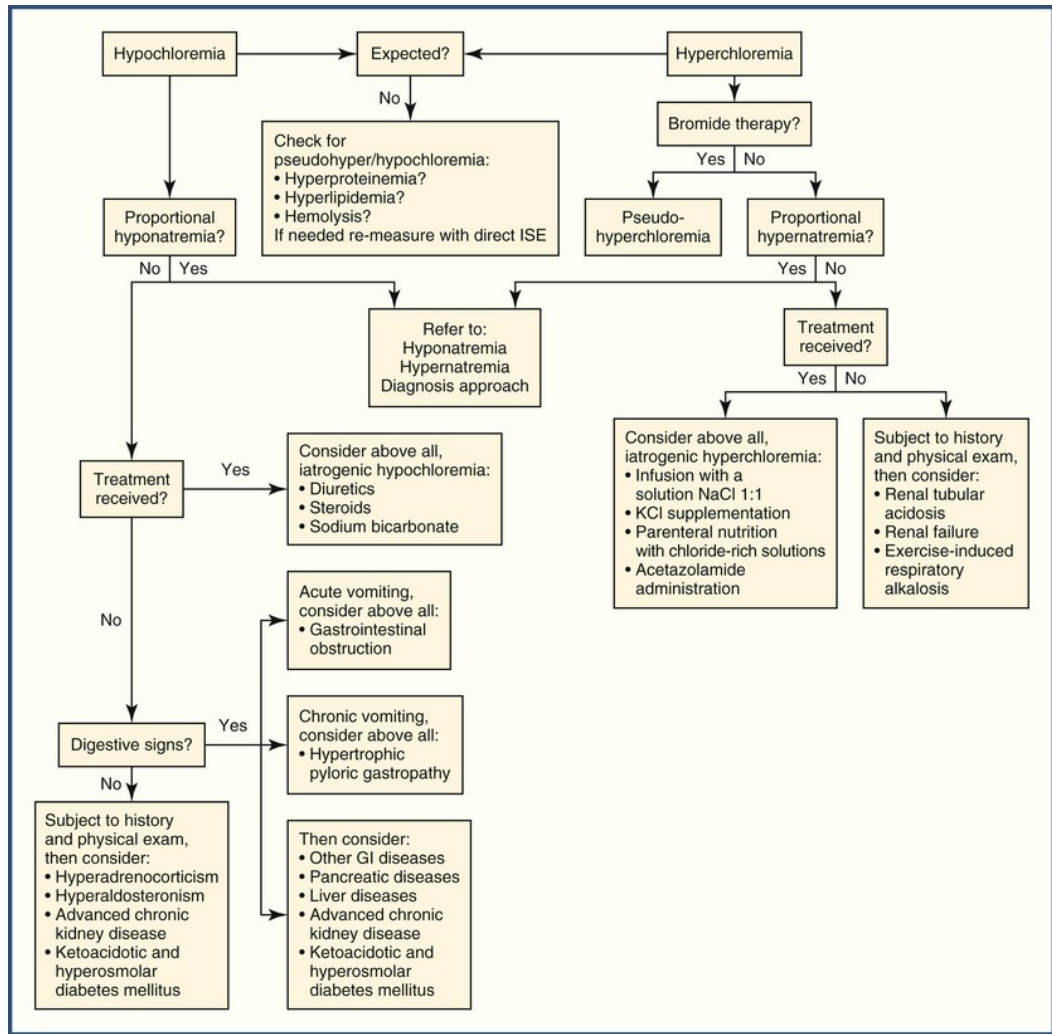 Hypochloremia
Expected?
Hyperchloremia
No
Bromide therapy?
Check for
pseudohyper/hypochloremia:
• Hyperproteinemia?
• Hyperlipidemia?
• Hemolysis?
If needed re-measure with direct ISE
Yes
No
Proportional
hyponatremia?
Pseudo-
hyperchloremia
Proportional
hypernatremia?
No
Yes
Yes
No
Refer to:
Hyponatremia
Hypernatremia
Diagnosis approach
Treatment
received?
Yes
No
Treatment
received?
Yes
Consider above all,
iatrogenic hypochloremia:
• Diuretics
• Steroids
• Sodium bicarbonate
Consider above all,
iatrogenic hyperchloremia:
• Infusion with a
solution NaCl 1:1
• KCl supplementation
• Parenteral nutrition
with chloride-rich solutions
• Acetazolamide
administration
Subject to history
and physical exam,
then consider:
• Renal tubular
acidosis
• Renal failure
• Exercise-induced
respiratory
alkalosis
No
Acute vomiting,
consider above all:
• Gastrointestinal
obstruction
Digestive signs?
Yes
Chronic vomiting,
consider above all:
• Hypertrophic
pyloric gastropathy
No
Subject to history
and physical exam,
then consider:
• Hyperadrenocorticism
• Hyperaldosteronism
• Advanced chronic
kidney disease
• Ketoacidotic and
hyperosmolar
diabetes mellitus
Then consider:
• Other GI diseases
• Pancreatic diseases
• Liver diseases
• Advanced chronic
kidney disease
• Ketoacidotic and
hyperosmolar
diabetes mellitus